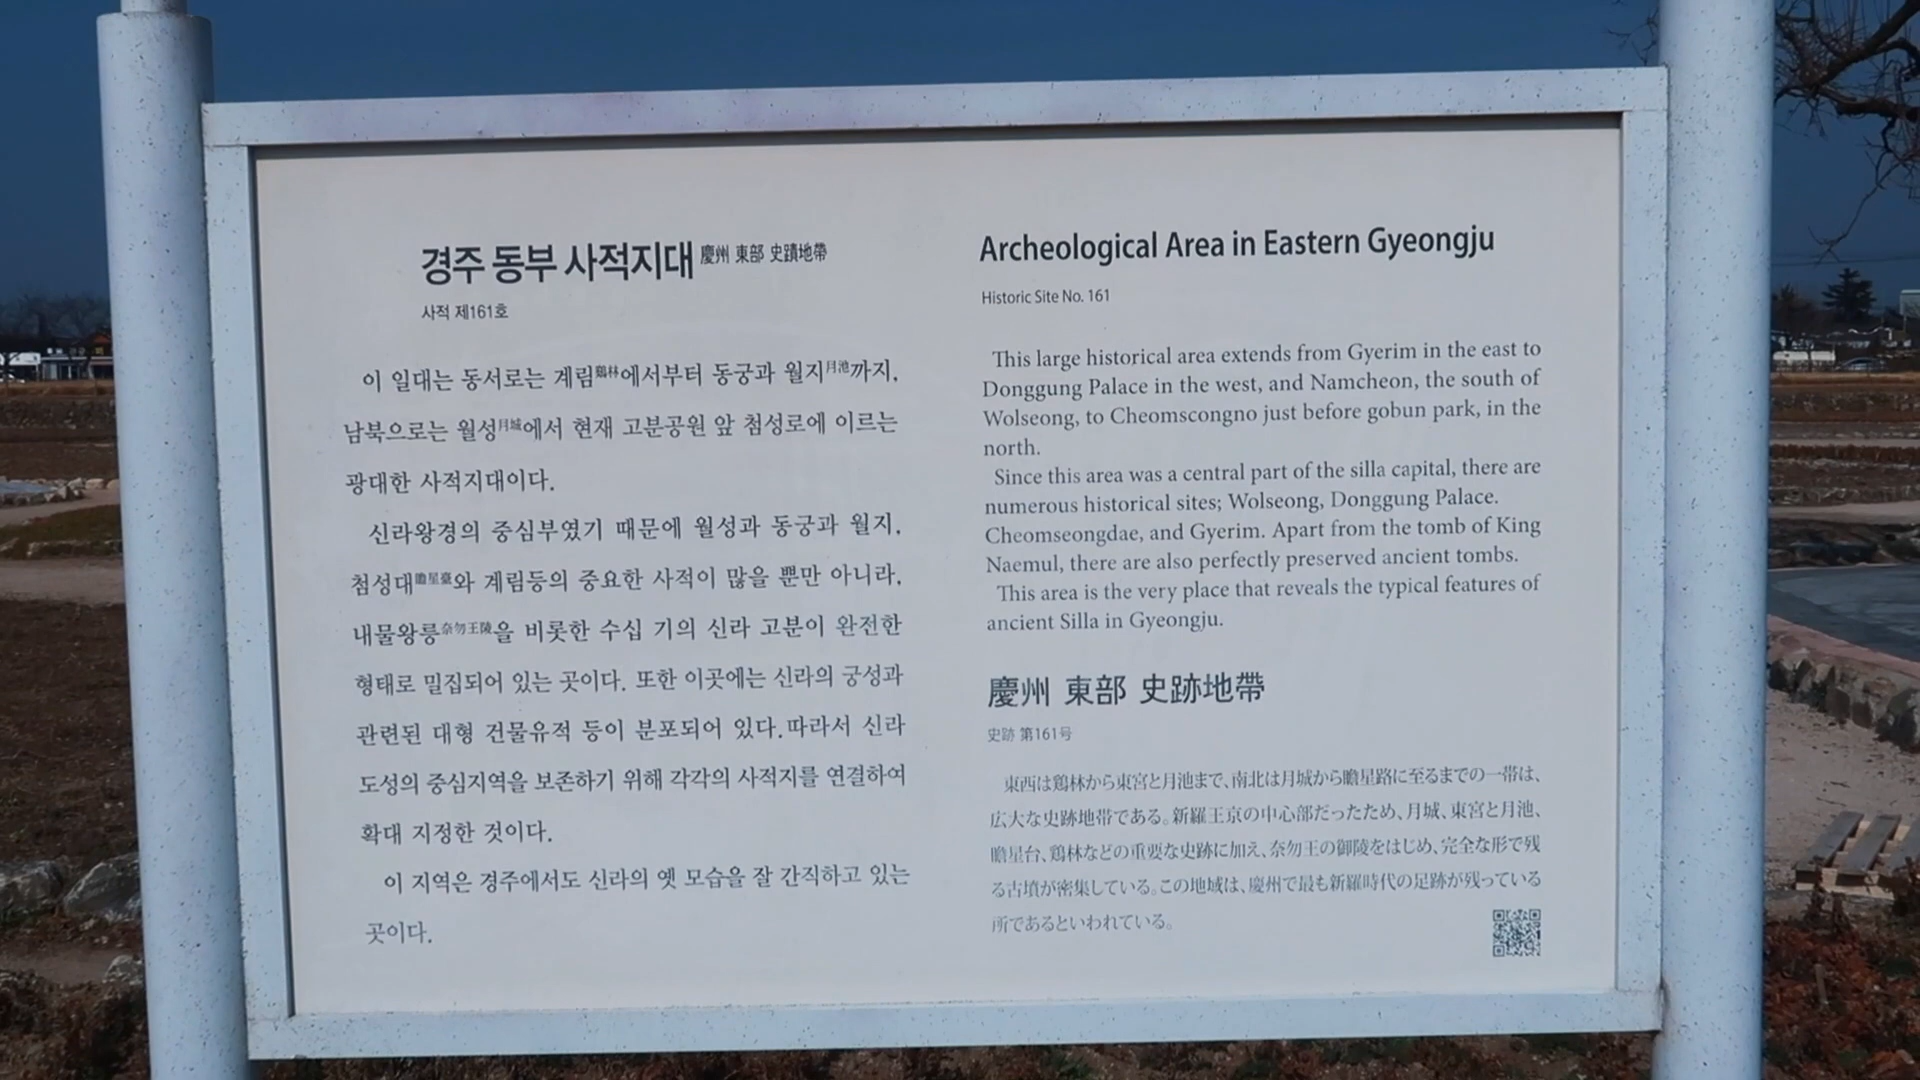 경주 동부 사적지대 慶州 東部 史蹟地帶
사적 제161호
이 일대는 동서로는 계림鷄林에서부터 동궁과 월지月池까지,
남북으로는 월성月城에서 현재 고분공원 앞 첨성로에 이르는
광대한 사적지대이다.
신라왕경의 중심부였기 때문에 월성과 동궁과 월지,
첨성대瞻星臺와 계림등의 중요한 사적이 많을 뿐만 아니라,
내물왕릉奈勿王陵을 비롯한 수십 기의 신라 고분이 완전한
형태로 밀집되어 있는 곳이다. 또한 이곳에는 신라의 궁성과
관련된 대형 건물유적 등이 분포되어 있다. 따라서 신라
도성의 중심지역을 보존하기 위해 각각의 사적지를 연결하여
확대 지정한 것이다.
이 지역은 경주에서도 신라의 옛 모습을 잘 간직하고 있는
곳이다.
Archeological Area in Eastern Gyeongju
Historic Site No. 161
This large historical area extends from Gyerim in the east to
Donggung Palace in the west, and Namcheon, the south of
Wolseong, to Cheomscongno just before gobun park, in the
north.
Since this area was a central part of the silla capital, there are
numerous historical sites; Wolseong, Donggung Palace.
Cheomseongdae, and Gyerim. Apart from the tomb of King
Naemul, there are also perfectly preserved ancient tombs.
This area is the very place that reveals the typical features of
ancient Silla in Gyeongju.
慶州 東部 史跡地帶
史跡 第161号
東西は鶏林から東宮と月池まで、南北は月城から瞻星路に至るまでの一帯は、
広大な史跡地帯である。新羅王京の中心部だったため、月城、東宮と月池、
瞻星台、鶏林などの重要な史跡に加え、奈勿王の御陵をはじめ、完全な形で残
る古墳が密集している。この地域は、慶州で最も新羅時代の足跡が残っている
所であるといわれている。